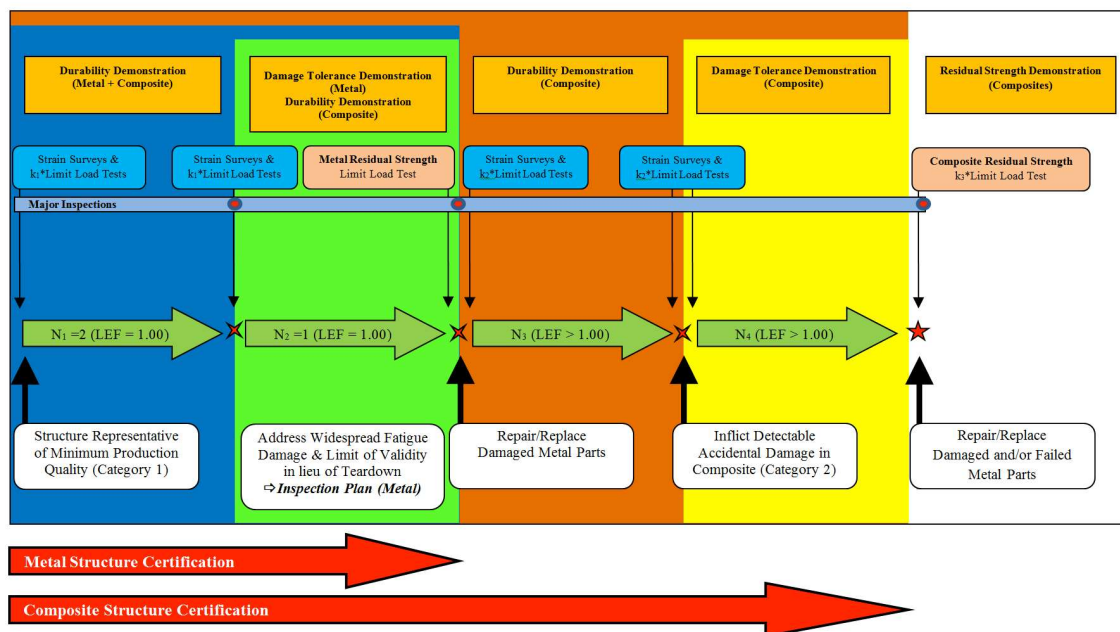 Durability Demonstration
(Metal + Composite)
Damage Tolerance Demonstration
(Metal)
Durability Demonstration
(Composite)
Durability Demonstration
(Composite)
Damage Tolerance Demonstration
(Composite)
Residual Strength Demonstration
(Composites)
Strain Surveys &
k₁*Limit Load Tests
Strain Surveys &
k₁*Limit Load Tests
Metal Residual Strength
Limit Load Test
Strain Surveys &
k₂*Limit Load Tests
Strain Surveys &
k₂*Limit Load Tests
Composite Residual Strength
k₃*Limit Load Test
Major Inspections
N₁ =2 (LEF = 1.00)
N₂ =1 (LEF = 1.00)
N₃ (LEF > 1.00)
N₄ (LEF > 1.00)
Structure Representative
of Minimum Production
Quality (Category 1)
Address Widespread Fatigue
Damage & Limit of Validity
in lieu of Teardown
⇨Inspection Plan (Metal)
Repair/Replace
Damaged Metal Parts
Inflict Detectable
Accidental Damage in
Composite (Category 2)
Repair/Replace
Damaged and/or Failed
Metal Parts
Metal Structure Certification
Composite Structure Certification